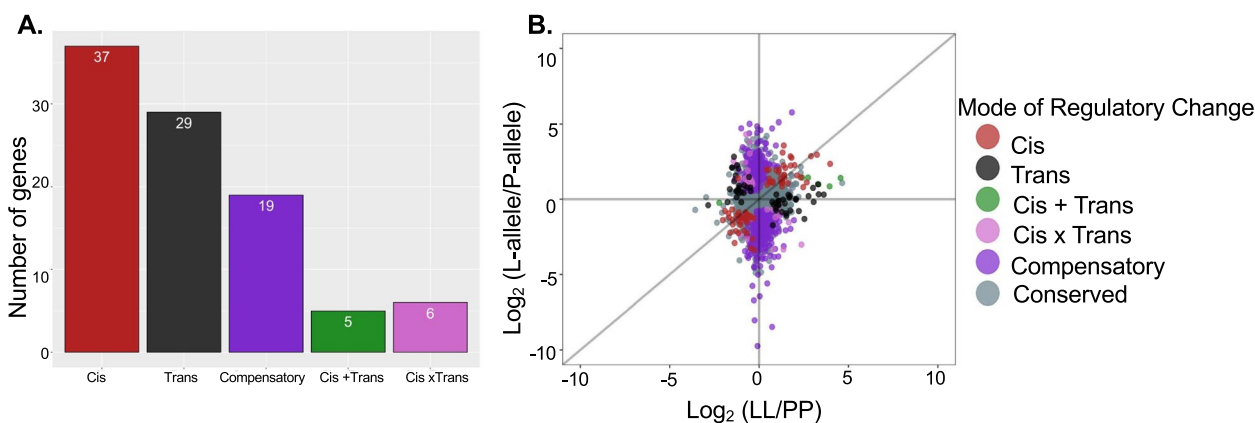 A.
Number of genes
30
20
10
0
37
29
19
5
6
Cis
Trans
Compensatory
Cis +Trans
Cis xTrans
B.
Log2 (L-allele/P-allele)
10
5
0
-5
-10
-10
-5
0
5
10
Log2 (LL/PP)
Mode of Regulatory Change
Cis
Trans
Cis + Trans
Cis x Trans
Compensatory
Conserved